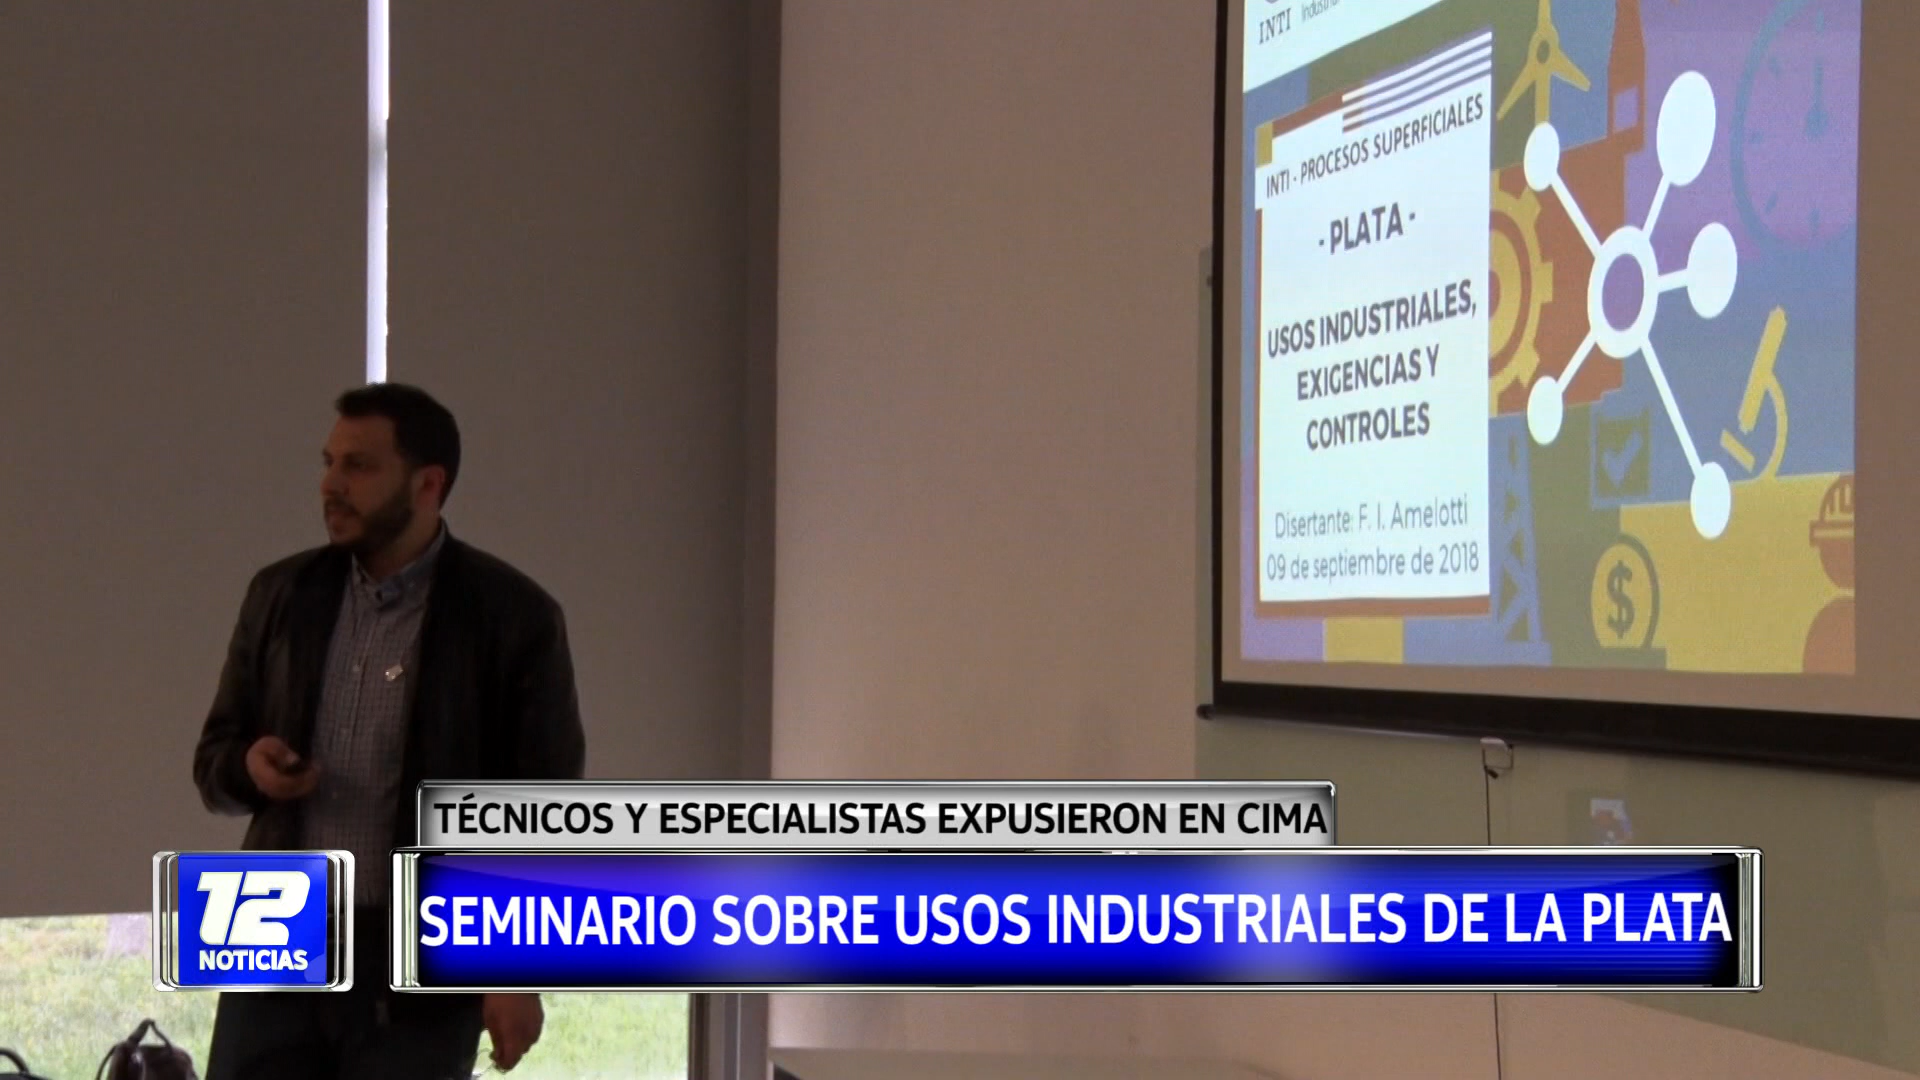 INTI
INTI - PROCESOS SUPERFICIALES
- PLATA -
USOS INDUSTRIALES,
EXIGENCIAS Y
CONTROLES
Disertante: F. I. Amelotti
09 de septiembre de 2018
TÉCNICOS Y ESPECIALISTAS EXPUSIERON EN CIMA
12
NOTICIAS
SEMINARIO SOBRE USOS INDUSTRIALES DE LA PLATA